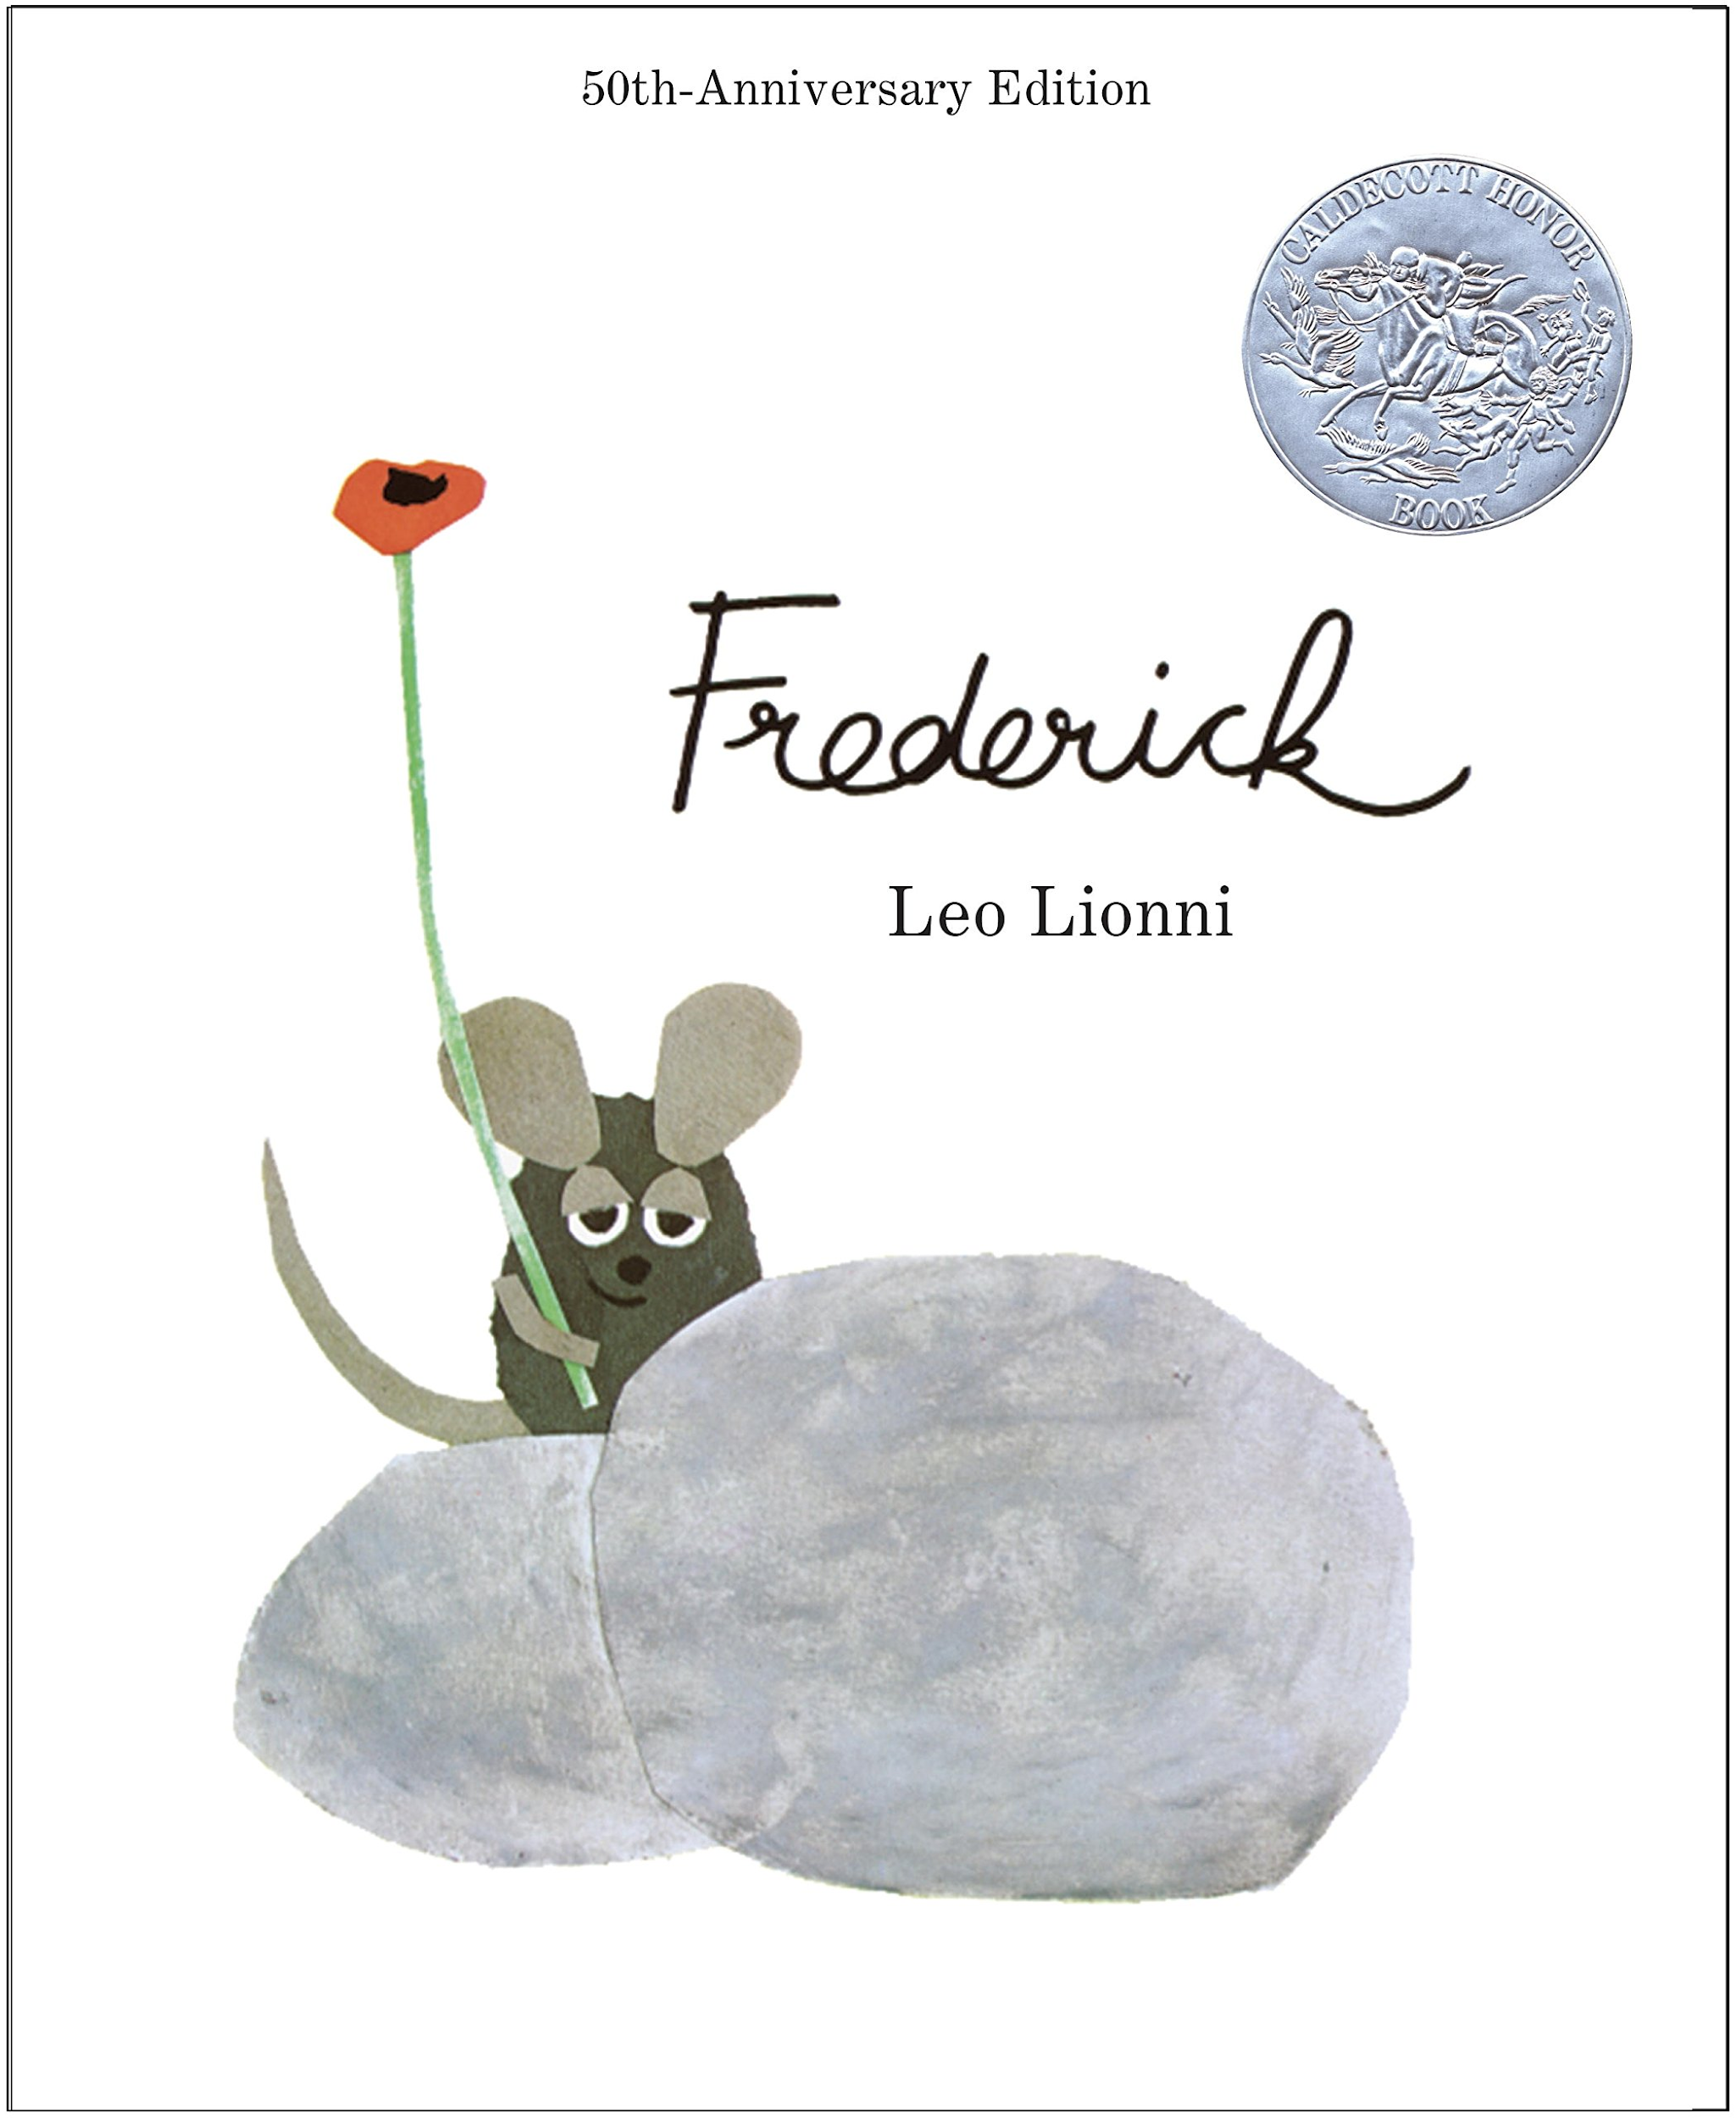 50th-Anniversary Edition
CALDECOTT HONOR
BOOK
Frederick
Leo Lionni